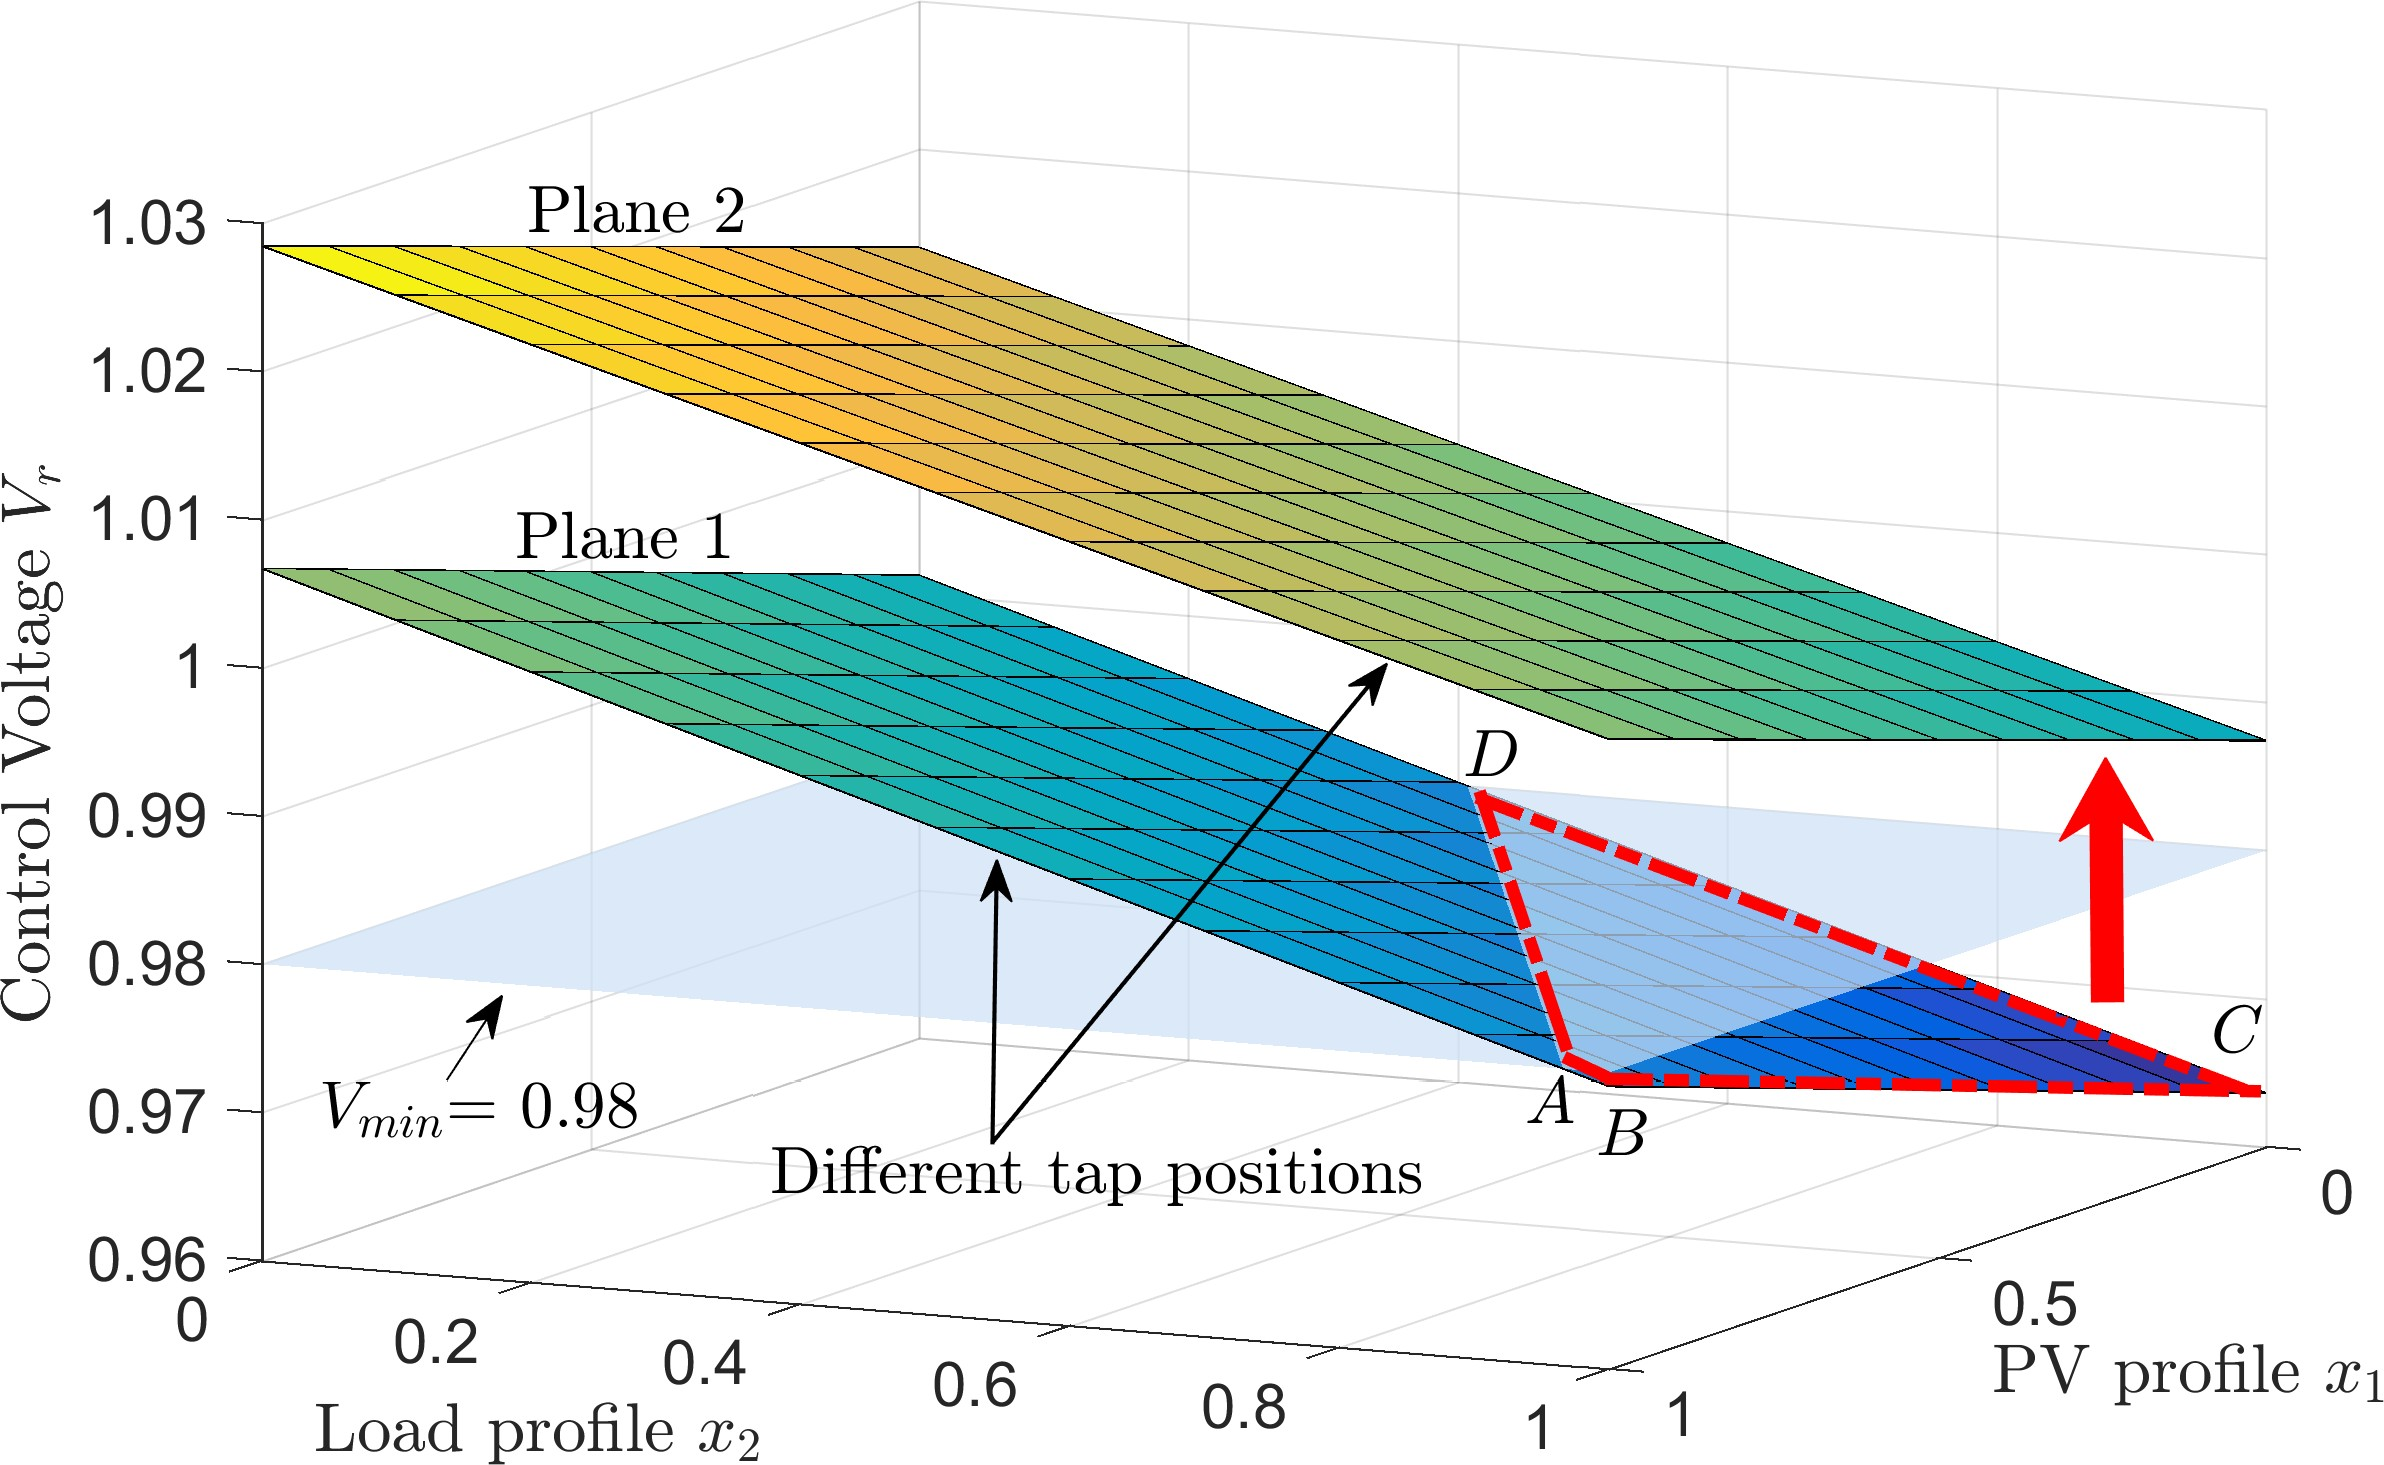 Plane 2
1.03
1.02
1.01
Plane 1
1
D
0.99
0.98
C
V_min= 0.98
0.97
A
B
Different tap positions
0.96
0
0.2
0.4
0.6
0.8
1
1
0.5
0
Control Voltage V_r
Load profile x_2
PV profile x_1